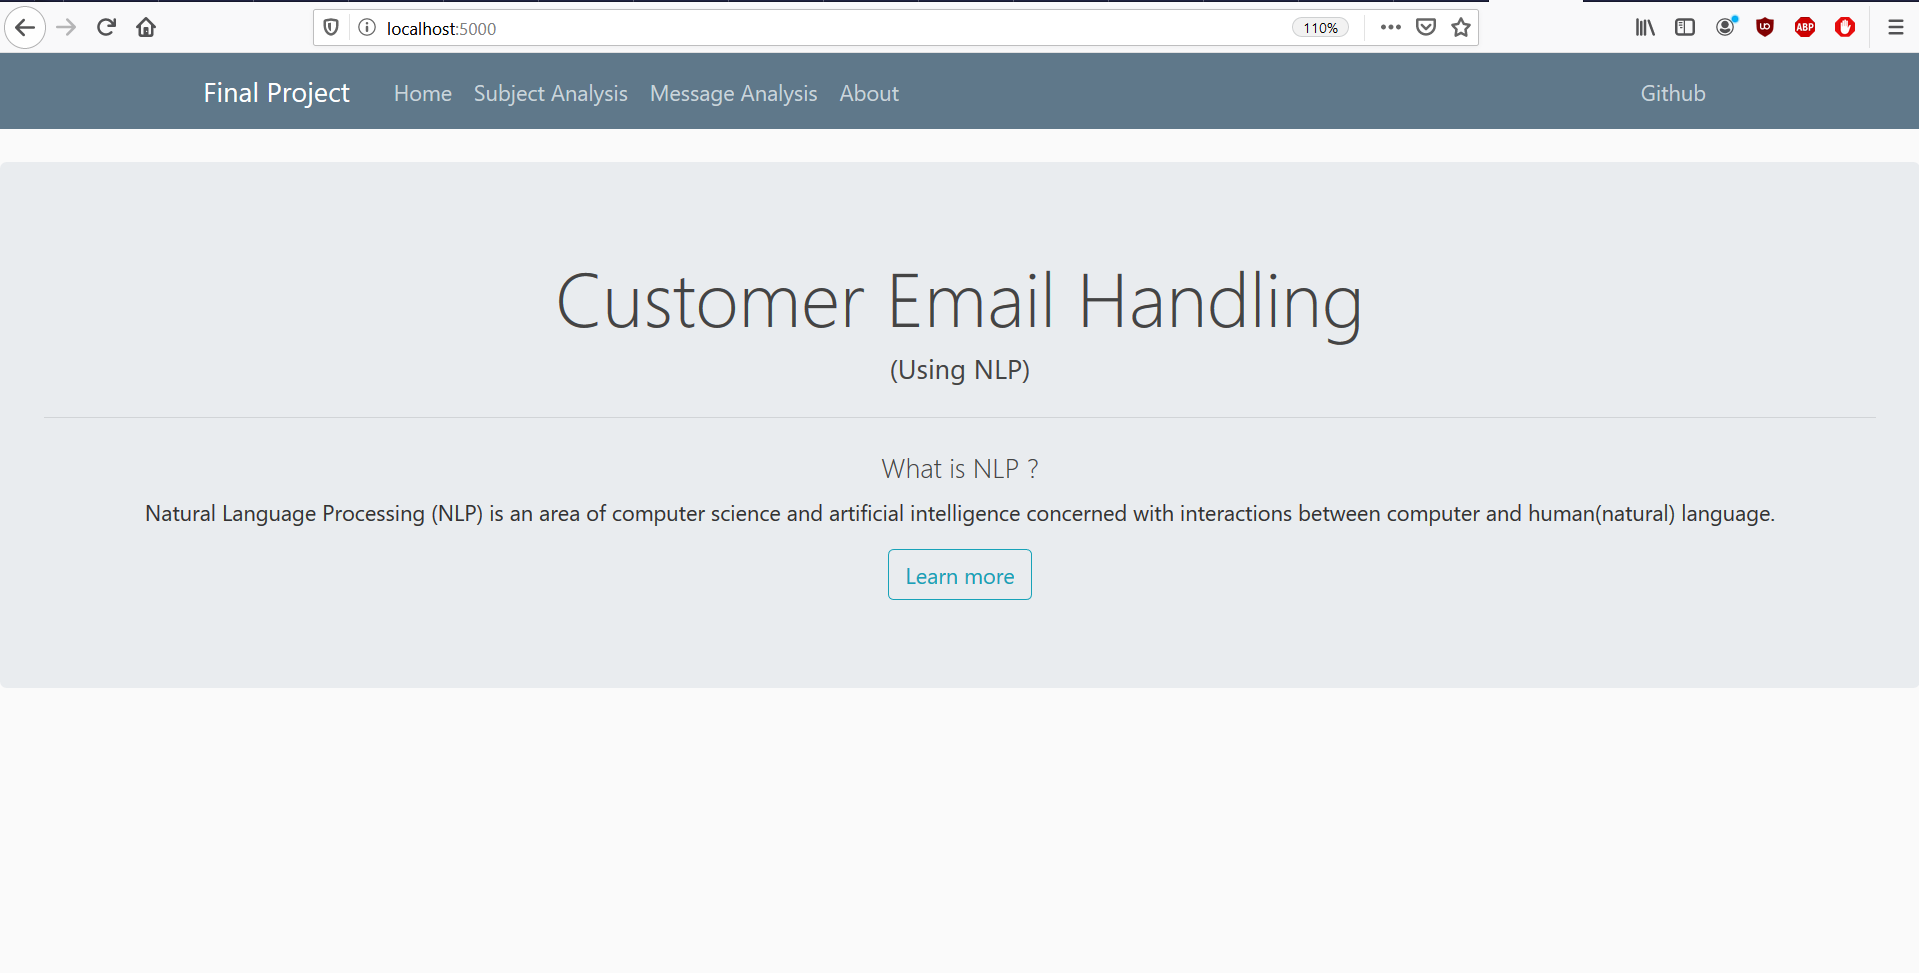 localhost:5000
110%
ABP
Final Project Home Subject Analysis Message Analysis About Github
Customer Email Handling
(Using NLP)
What is NLP ?
Natural Language Processing (NLP) is an area of computer science and artificial intelligence concerned with interactions between computer and human(natural) language.
Learn more